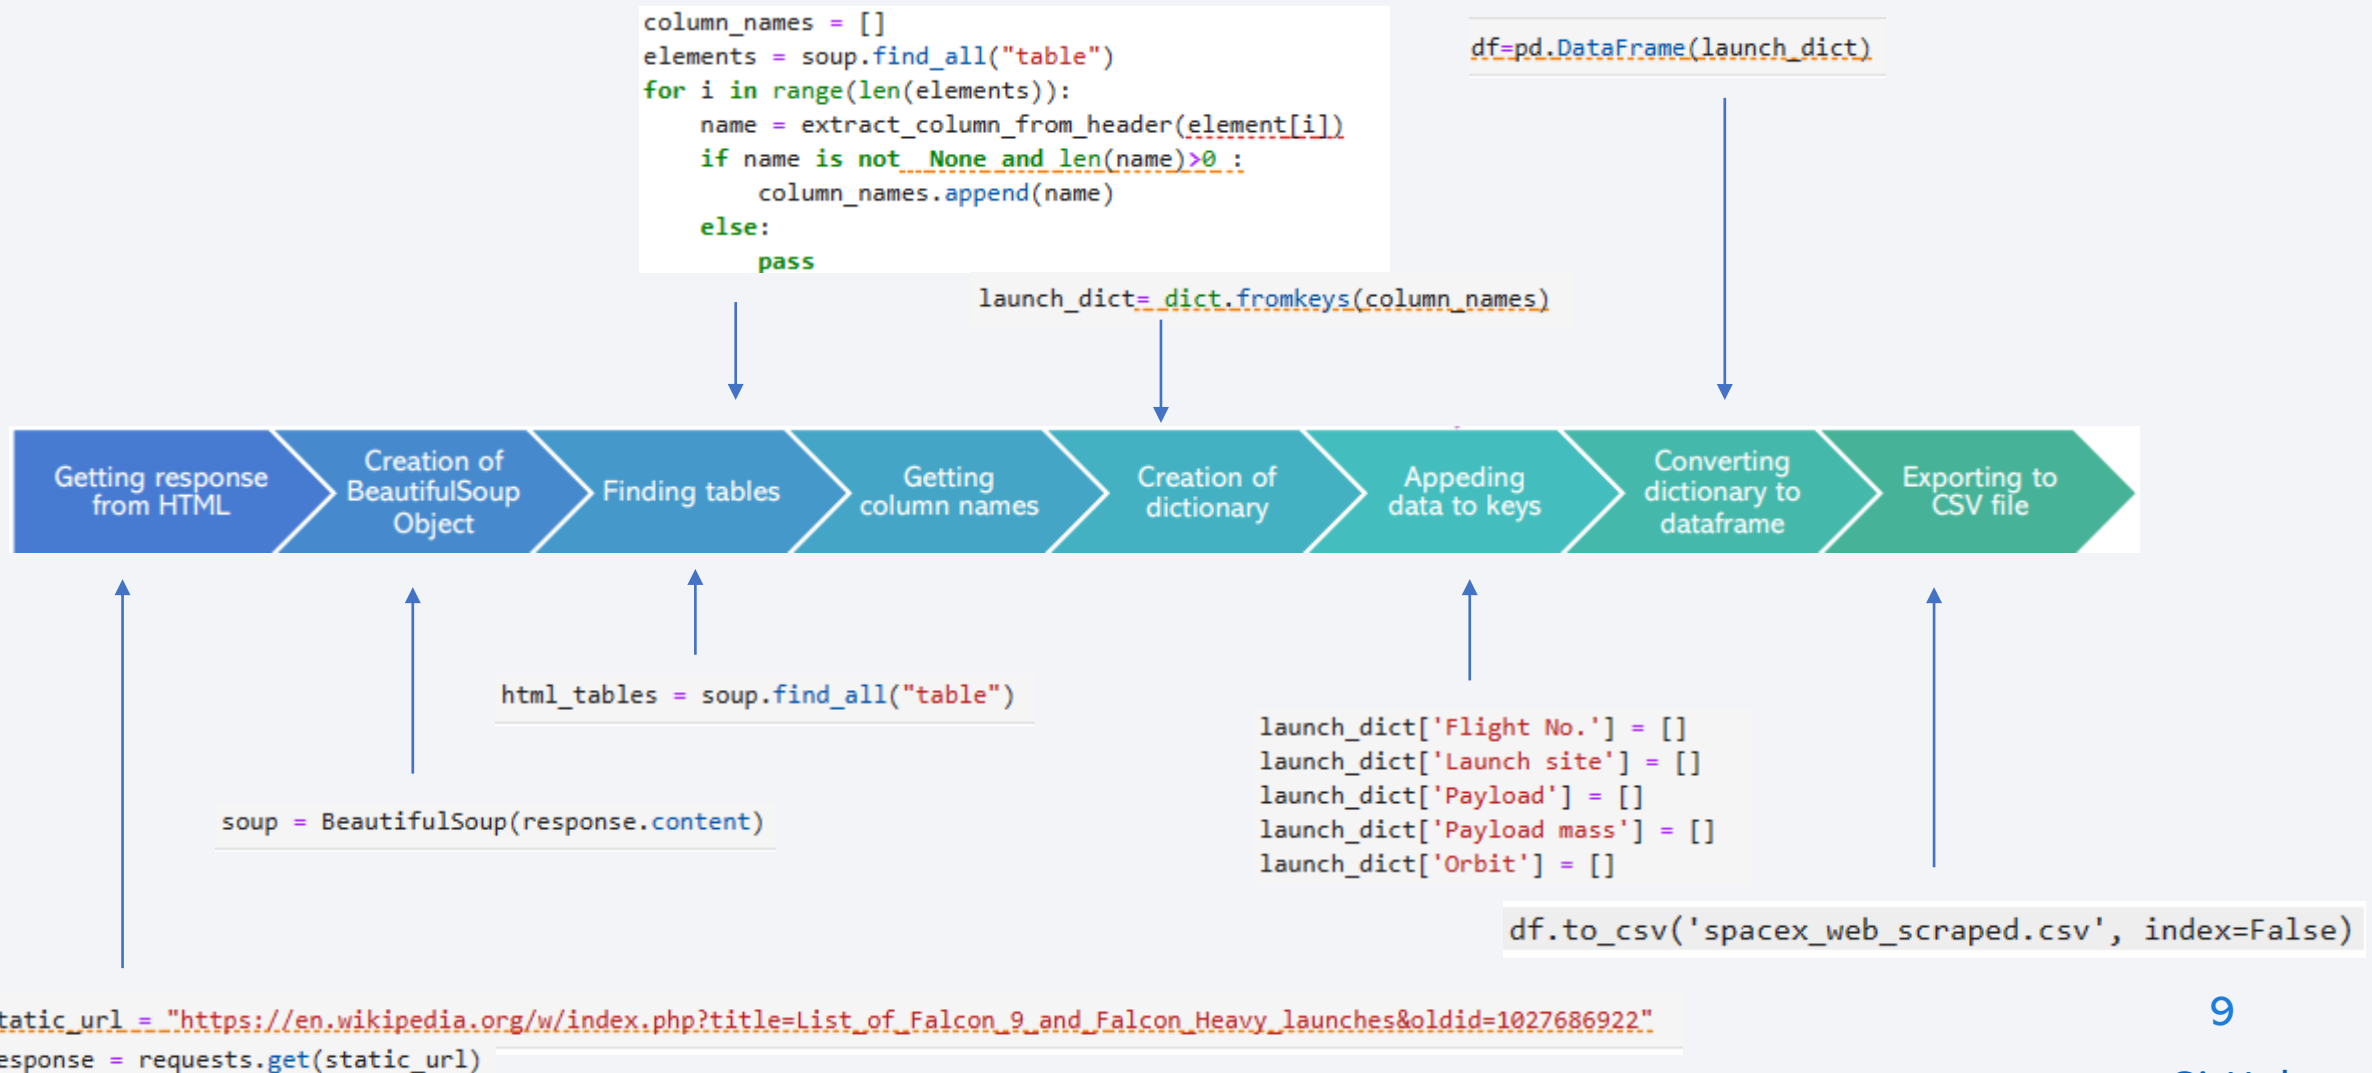 column_names = []
elements = soup.find_all("table")
for i in range(len(elements)):
    name = extract_column_from_header(element[i])
    if name is not  None and len(name)>0 :
        column_names.append(name)
    else:
        pass
df=pd.DataFrame(launch_dict)
launch_dict= dict.fromkeys(column_names)
Getting response
from HTML
Creation of
BeautifulSoup
Object
Finding tables
Getting
column names
Creation of
dictionary
Appeding
data to keys
Converting
dictionary to
dataframe
Exporting to
CSV file
html_tables = soup.find_all("table")
soup = BeautifulSoup(response.content)
launch_dict['Flight No.'] = []
launch_dict['Launch site'] = []
launch_dict['Payload'] = []
launch_dict['Payload mass'] = []
launch_dict['Orbit'] = []
df.to_csv('spacex_web_scraped.csv', index=False)
tatic_url = "https://en.wikipedia.org/w/index.php?title=List_of_Falcon_9_and_Falcon_Heavy_launches&oldid=1027686922"
esponse = requests.get(static_url)
9